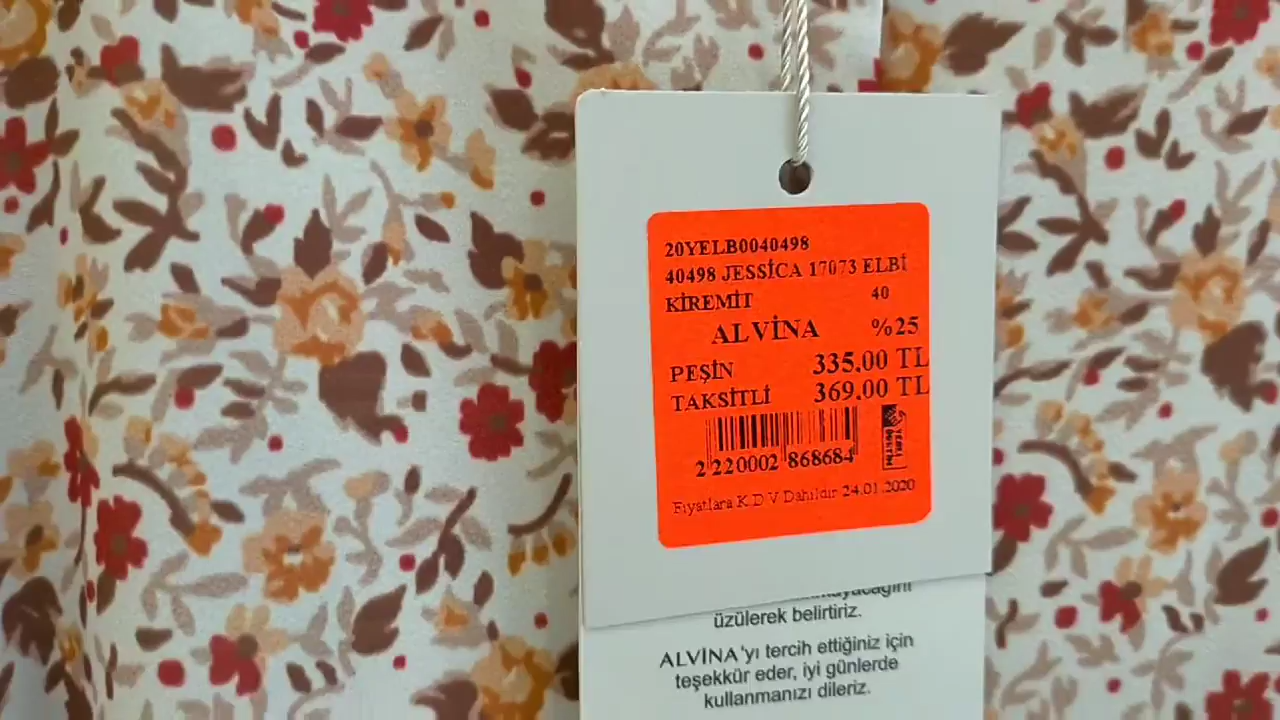 20YELB0040498
40498 JESSİCA 17073 ELBİ
KİREMİT 40
ALVİNA %25
PEŞİN 335.00 TL
TAKSİTLİ 369.00 TL
2 220002 868684
YERLİ ÜRETİM
Fiyatlara K.D.V Dahildir 24.01.2020
üzülerek belirtiriz.
ALVİNA'yı tercih ettiğiniz için
teşekkür eder, iyi günlerde
kullanmanızı dileriz.